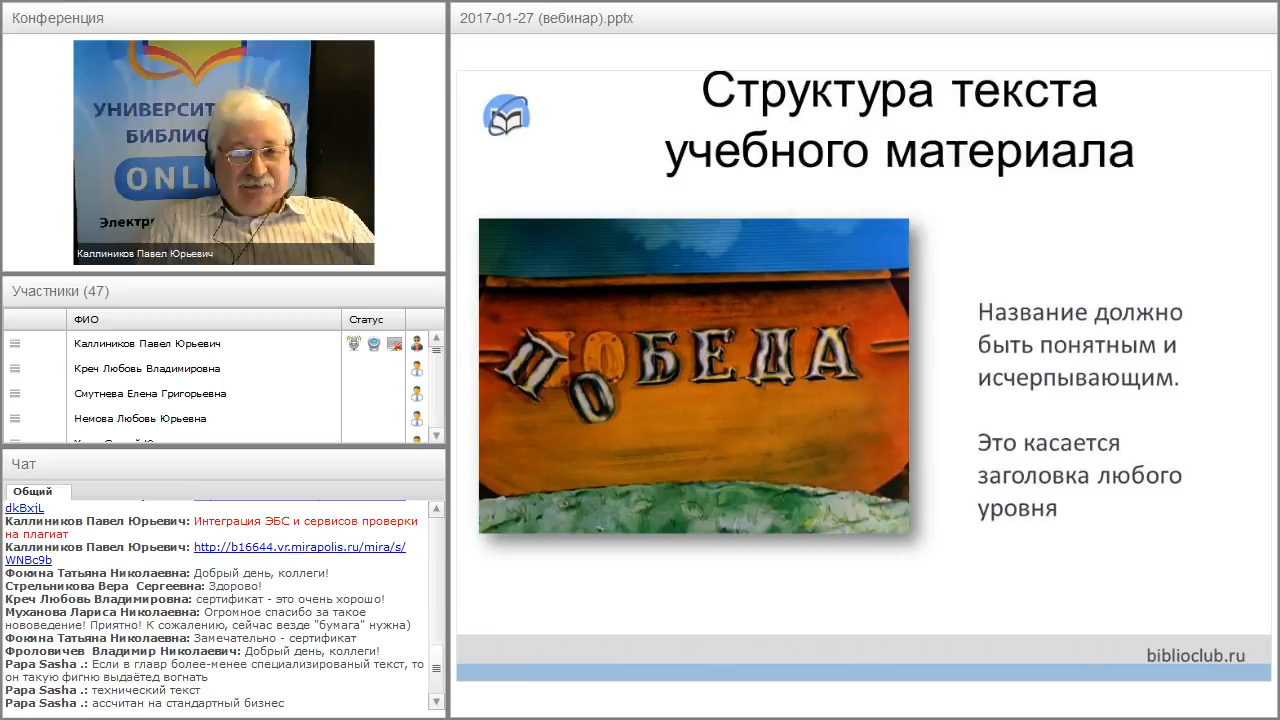 Конференция
УНИВЕРСИТ
БИБЛИО
ONLI
Электр
Каллиников Павел Юрьевич
Участники (47)
ФИО
Статус
Каллиников Павел Юрьевич
Креч Любовь Владимировна
Смутнева Елена Григорьевна
Немова Любовь Юрьевна
Чат
Общий
dkBxjL
Каллиников Павел Юрьевич: Интеграция ЭБС и сервисов проверки
на плагиат
Каллиников Павел Юрьевич: http://b16644.vr.mirapolis.ru/mira/s/
WNBc9b
Фокина Татьяна Николаевна: Добрый день, коллеги!
Стрельникова Вера Сергеевна: Здорово!
Креч Любовь Владимировна: сертификат - это очень хорошо!
Муханова Лариса Николаевна: Огромное спасибо за такое
нововедение! Приятно! К сожалению, сейчас везде "бумага" нужна)
Фокина Татьяна Николаевна: Замечательно - сертификат
Фроловичев Владимир Николаевич: Добрый день, коллеги!
Papa Sasha .: Если в главр более-менее специализированый текст, то
он такую фигню выдаётед вогнать
Papa Sasha .: технический текст
Papa Sasha .: ассчитан на стандартный бизнес
2017-01-27 (вебинар).pptx
Структура текста
учебного материала
ПОБЕДА
Название должно
быть понятным и
исчерпывающим.
Это касается
заголовка любого
уровня
biblioclub.ru